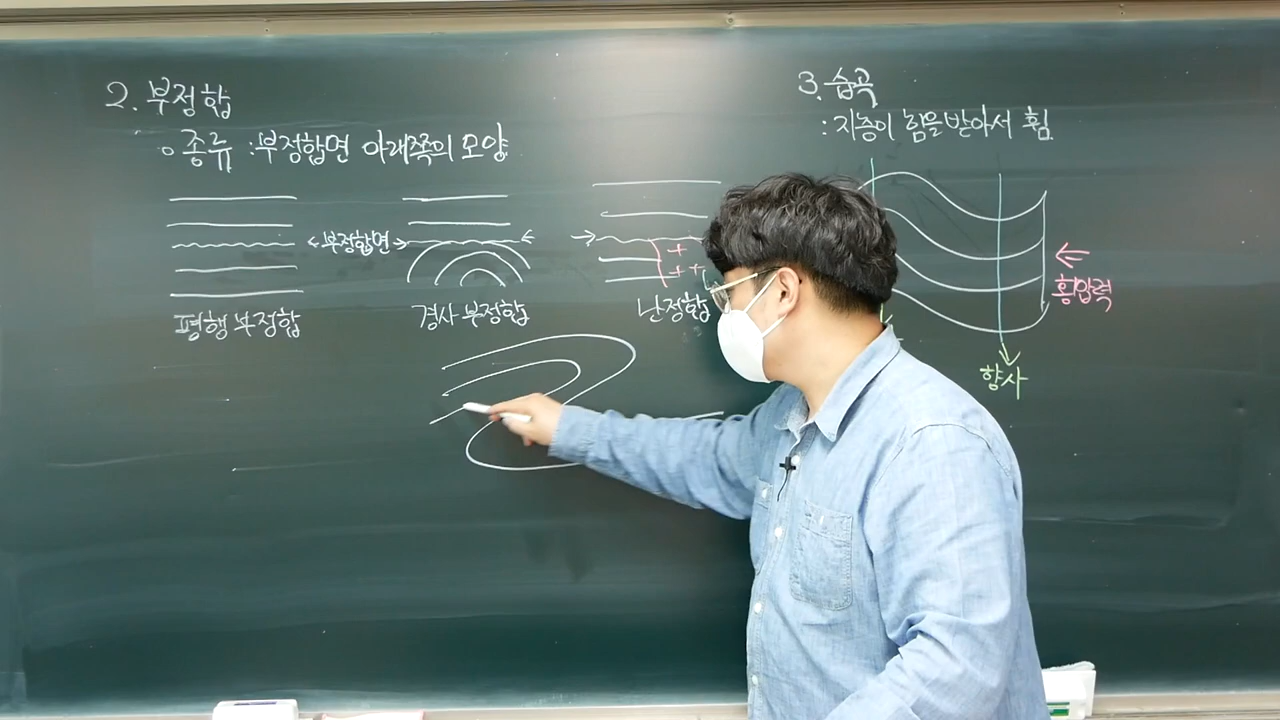 2. 부정합
○ 종류 : 부정합면 아래쪽의 모양
← 부정합면 →
평행 부정합
경사 부정합
난정합
3. 습곡
: 지층이 힘을 받아서 휨
횡압력
향사